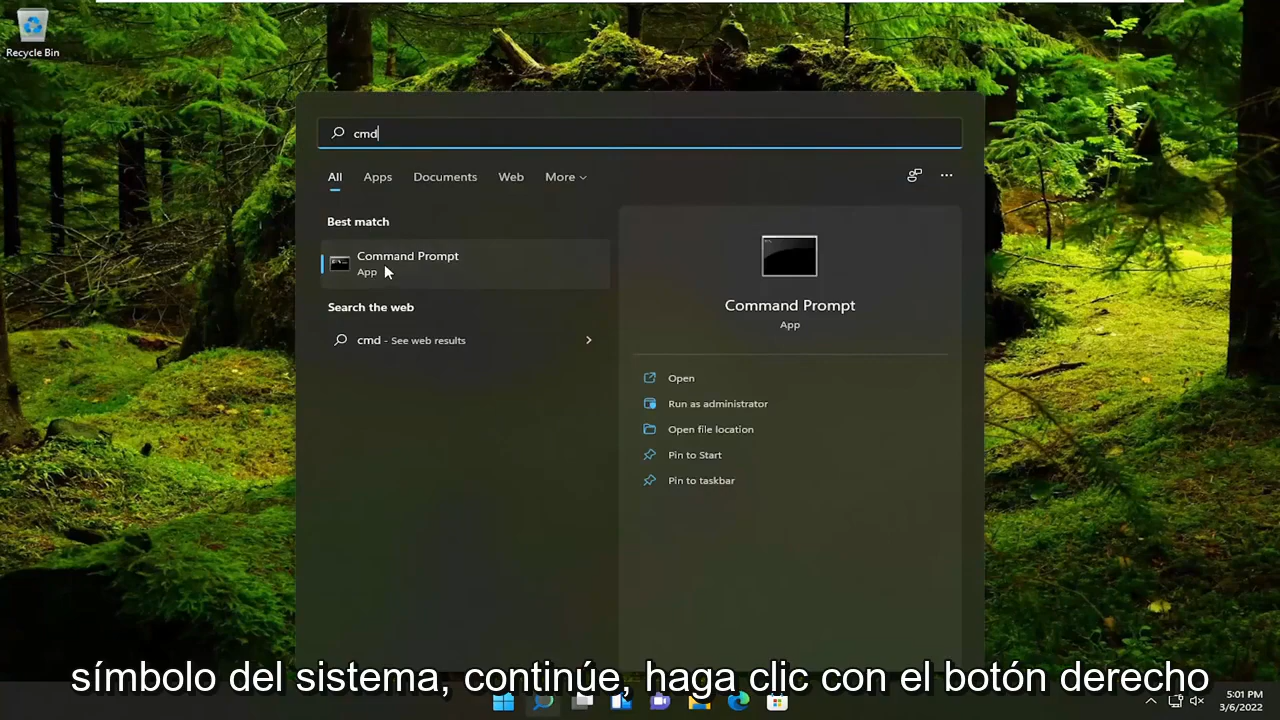 Recycle Bin
cmd
All Apps Documents Web More
Best match
Command Prompt
App
Search the web
cmd - See web results
Command Prompt
App
Open
Run as administrator
Open file location
Pin to Start
Pin to taskbar
símbolo del sistema, continúe, haga clic con el botón derecho
5:01 PM
3/6/2022